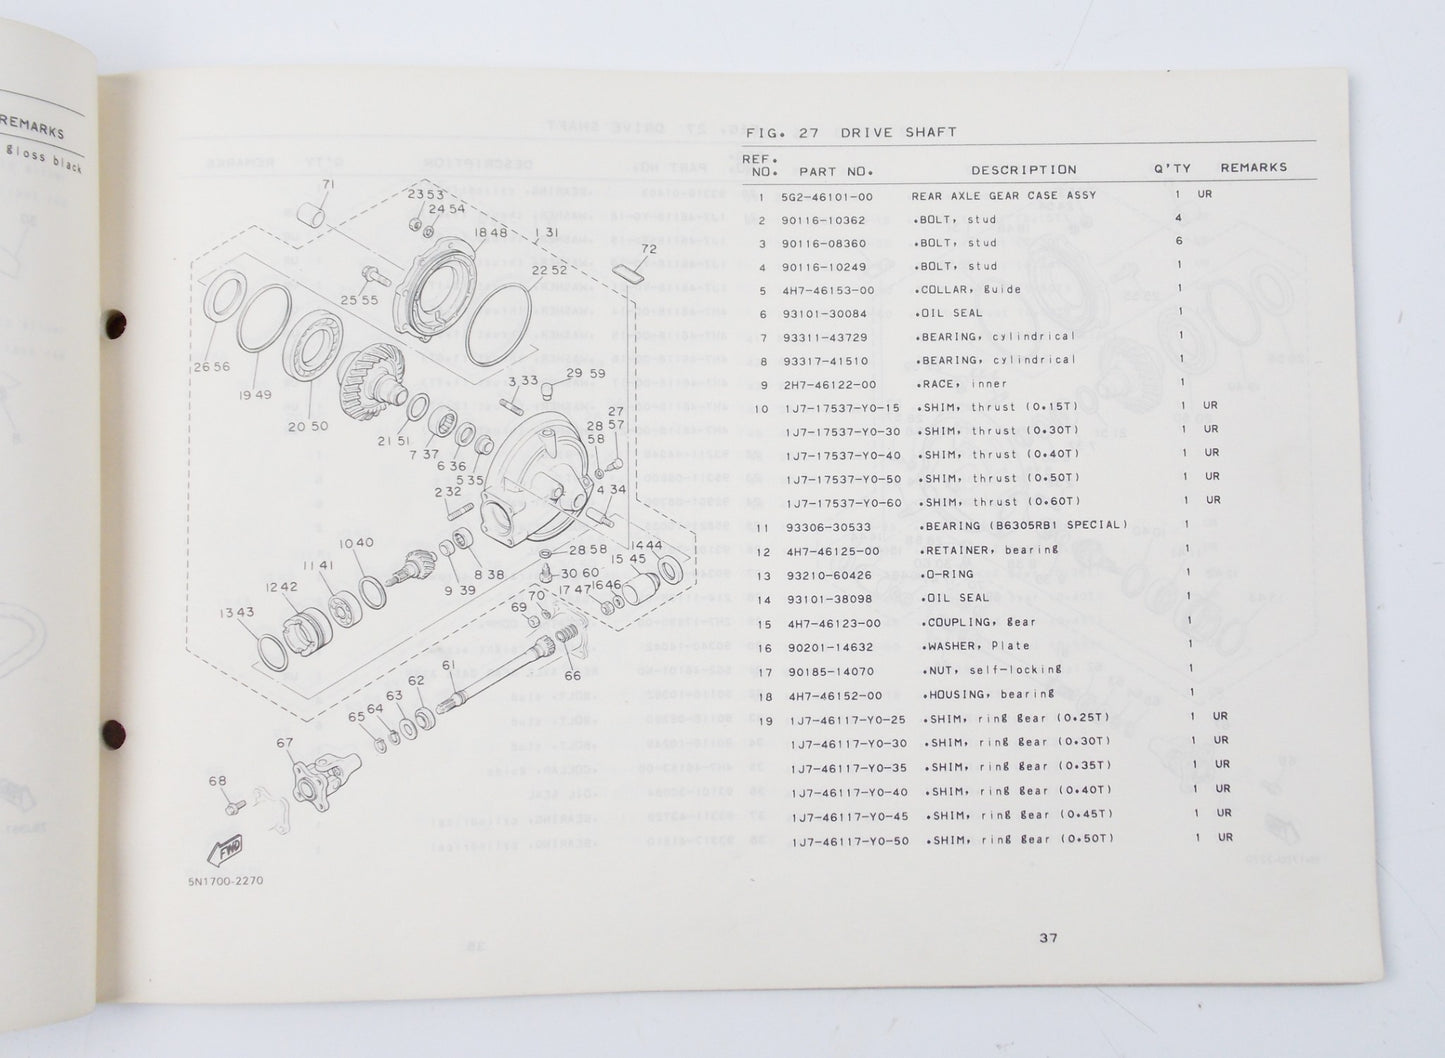 REMARKS
gloss black
FIG. 27 DRIVE SHAFT
REF. NO. PART NO. DESCRIPTION Q'TY REMARKS
1 5G2-46101-00 REAR AXLE GEAR CASE ASSY 1 UR
2 90116-10362 .BOLT, stud 4
3 90116-08360 .BOLT, stud 6
4 90116-10249 .BOLT, stud 1
5 4H7-46153-00 .COLLAR, guide 1
6 93101-30084 .OIL SEAL 1
7 93311-43729 .BEARING, cylindrical 1
8 93317-41510 .BEARING, cylindrical 1
9 2H7-46122-00 .RACE, inner 1
10 1J7-17537-Y0-15 .SHIM, thrust (0.15T) 1 UR
1J7-17537-Y0-30 .SHIM, thrust (0.30T) 1 UR
1J7-17537-Y0-40 .SHIM, thrust (0.40T) 1 UR
1J7-17537-Y0-50 .SHIM, thrust (0.50T) 1 UR
1J7-17537-Y0-60 .SHIM, thrust (0.60T) 1 UR
11 93306-30533 .BEARING (B6305RB1 SPECIAL) 1
12 4H7-46125-00 .RETAINER, bearing 1
13 93210-60426 .O-RING 1
14 93101-38098 .OIL SEAL 1
15 4H7-46123-00 .COUPLING, gear 1
16 90201-14632 .WASHER, Plate 1
17 90185-14070 .NUT, self-locking 1
18 4H7-46152-00 .HOUSING, bearing 1
19 1J7-46117-Y0-25 .SHIM, ring gear (0.25T) 1 UR
1J7-46117-Y0-30 .SHIM, ring gear (0.30T) 1 UR
1J7-46117-Y0-35 .SHIM, ring gear (0.35T) 1 UR
1J7-46117-Y0-40 .SHIM, ring gear (0.40T) 1 UR
1J7-46117-Y0-45 .SHIM, ring gear (0.45T) 1 UR
1J7-46117-Y0-50 .SHIM, ring gear (0.50T) 1 UR
37
71
23 53
24 54
18 48
1 31
72
22 52
25 55
26 56
19 49
20 50
21 51
3 33
29 59
27 57
28 58
7 37
6 36
5 35
2 32
4 34
10 40
11 41
12 42
13 43
8 38
9 39
28 58
30 60
14 44
15 45
16 46
17 47
70
69
61
66
62
63
64
65
67
68
FWD
5N1700-2270